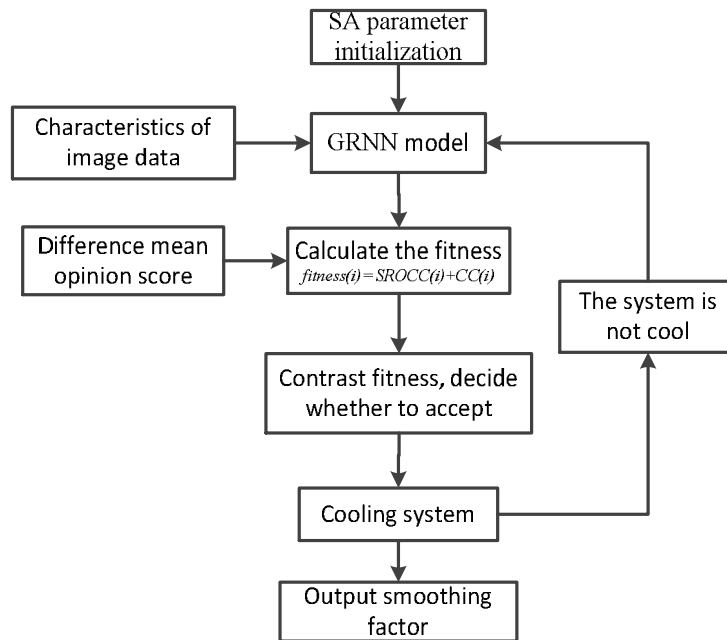 SA parameter
initialization
Characteristics of
image data
GRNN model
Difference mean
opinion score
Calculate the fitness
fitness(i)=SROCC(i)+CC(i)
The system is
not cool
Contrast fitness, decide
whether to accept
Cooling system
Output smoothing
factor